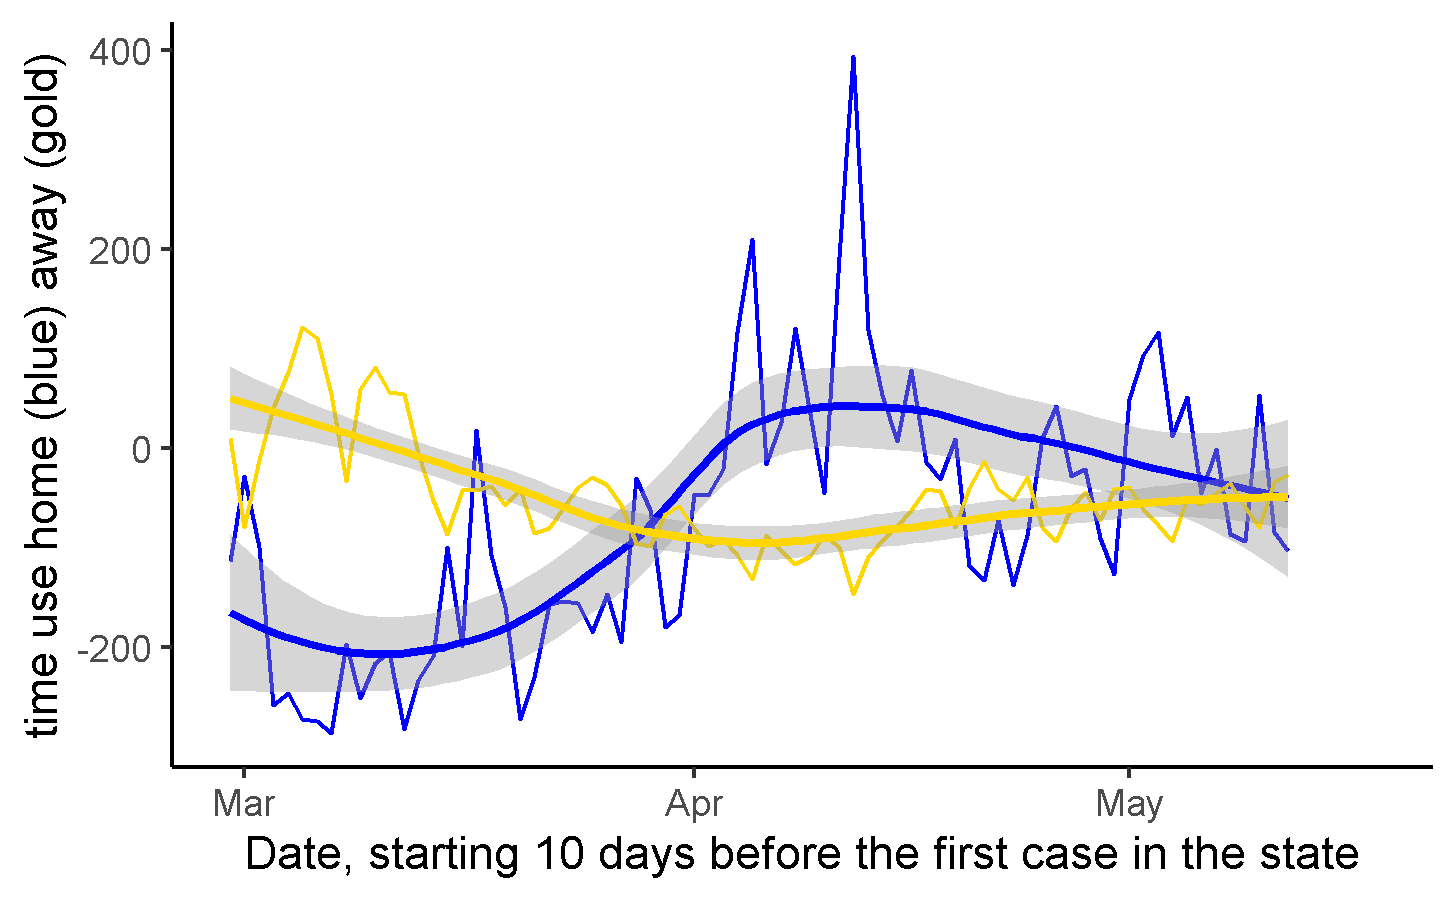 time use home (blue) away (gold)
400
200
0
-200
Mar
Apr
May
Date, starting 10 days before the first case in the state